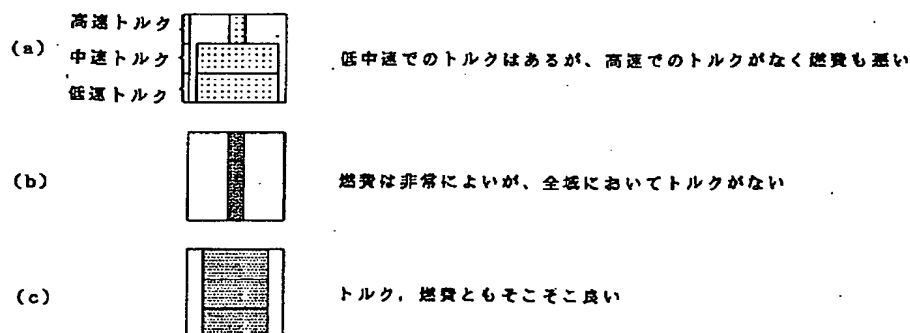 高速トルク
(a) 中速トルク 低中速でのトルクはあるが、高速でのトルクがなく燃費も悪い
低速トルク
(b) 燃費は非常によいが、全域においてトルクがない
(c) トルク，燃費ともそこそこ良い